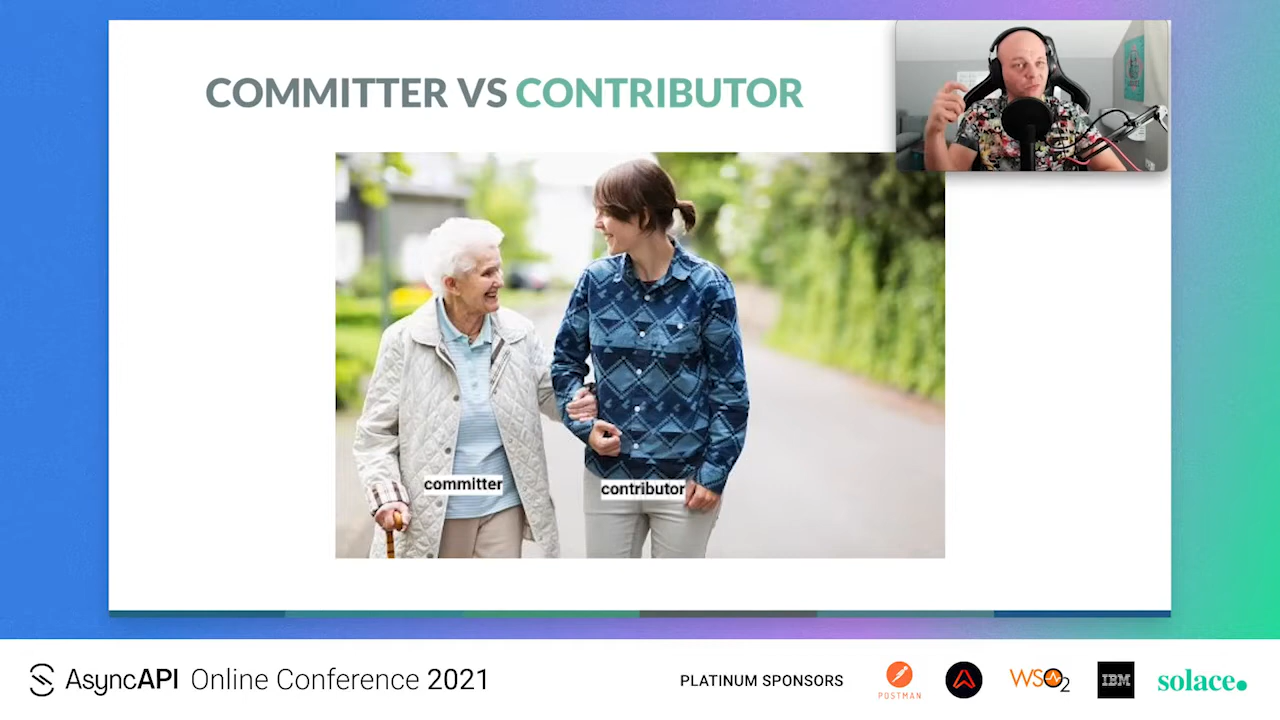 COMMITTER VS CONTRIBUTOR
committer
contributor
AsyncAPI Online Conference 2021
PLATINUM SPONSORS
POSTMAN
WSO2
IBM
solace.